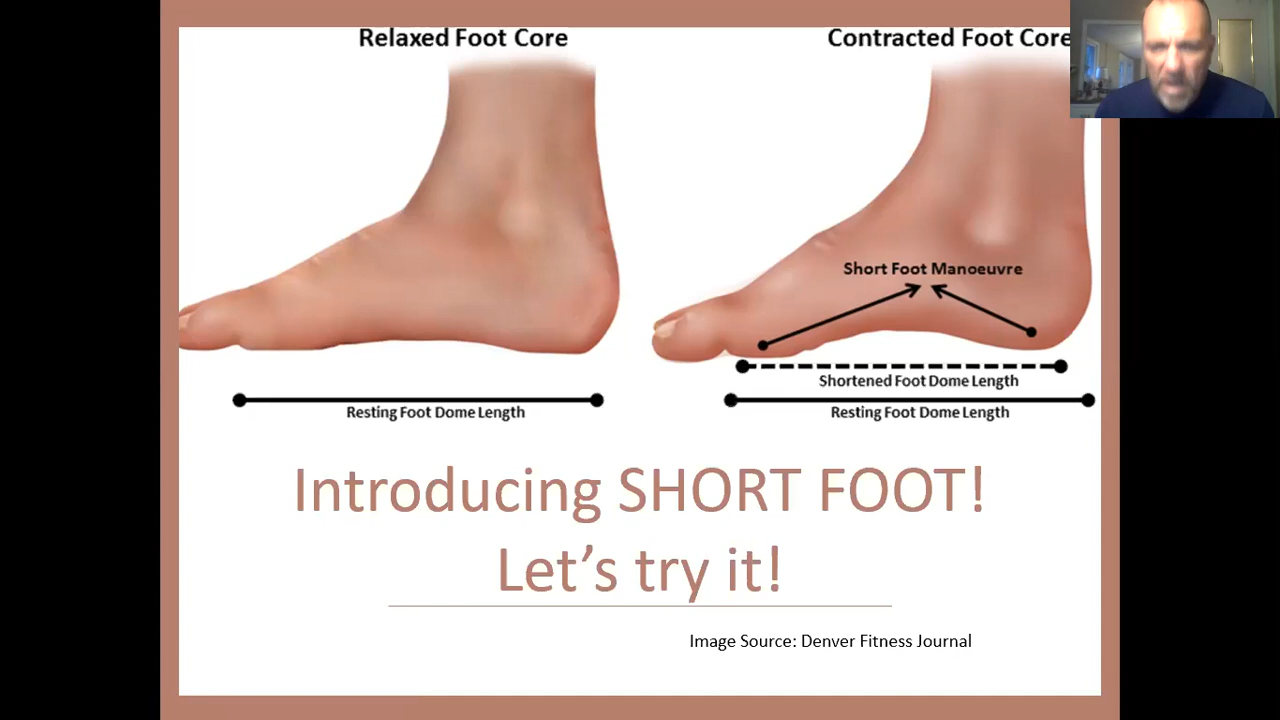 Relaxed Foot Core
Contracted Foot Core
Short Foot Manoeuvre
Shortened Foot Dome Length
Resting Foot Dome Length
Resting Foot Dome Length
Introducing SHORT FOOT!
Let’s try it!
Image Source: Denver Fitness Journal